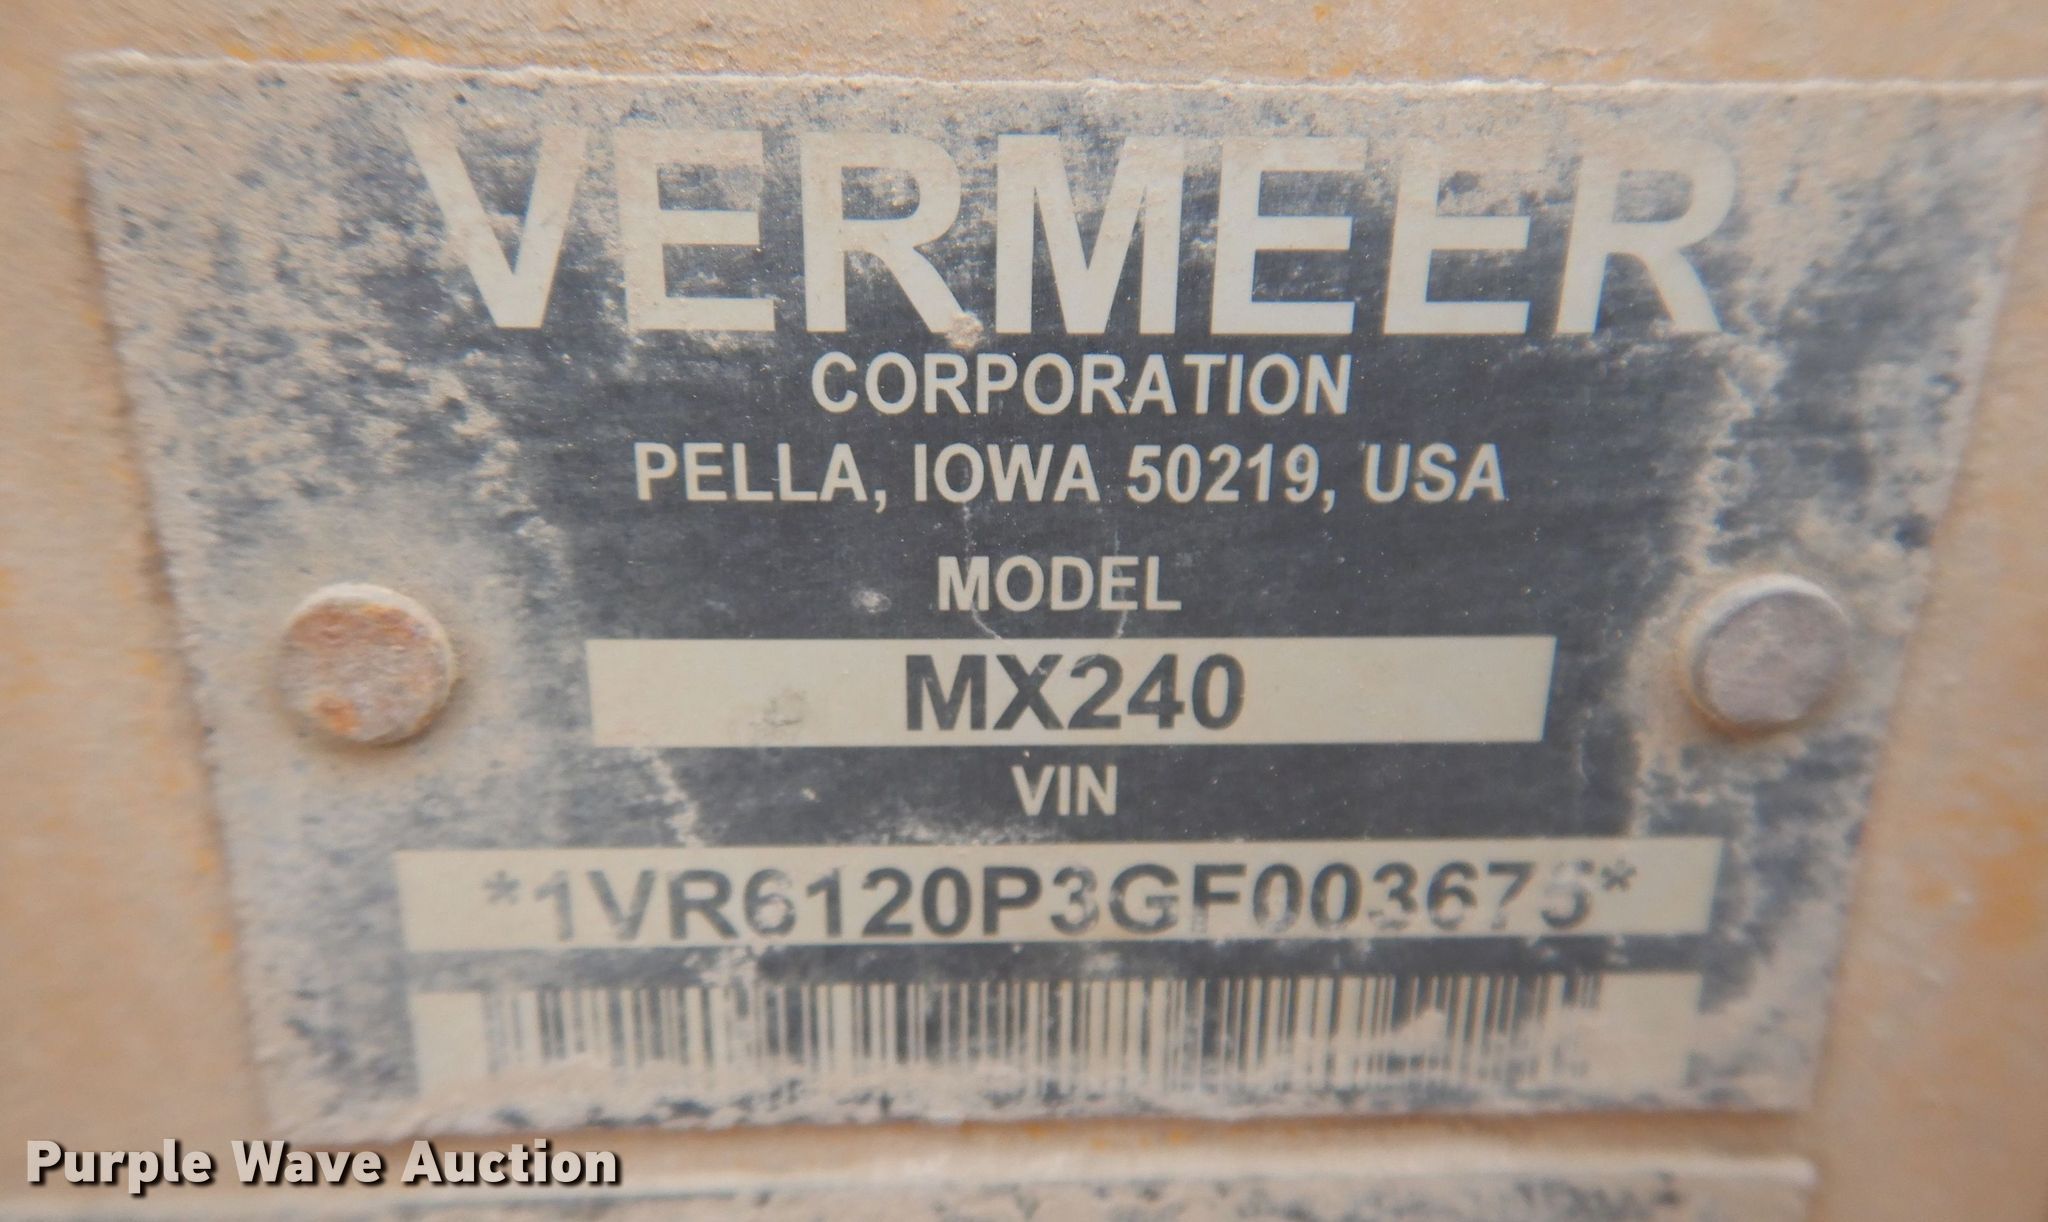 VERMEER
CORPORATION
PELLA, IOWA 50219, USA
MODEL
MX240
VIN
*1VR6120P3GF003675*
Purple Wave Auction